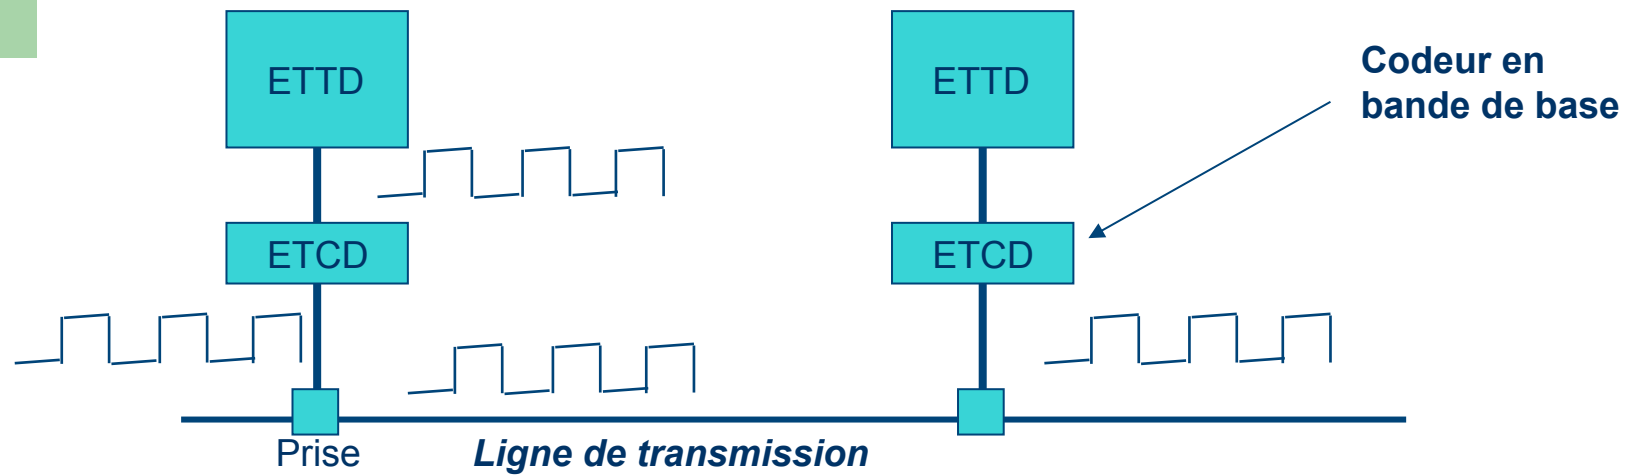 ETTD
ETTD
Codeur en
bande de base
ETCD
ETCD
Prise
Ligne de transmission